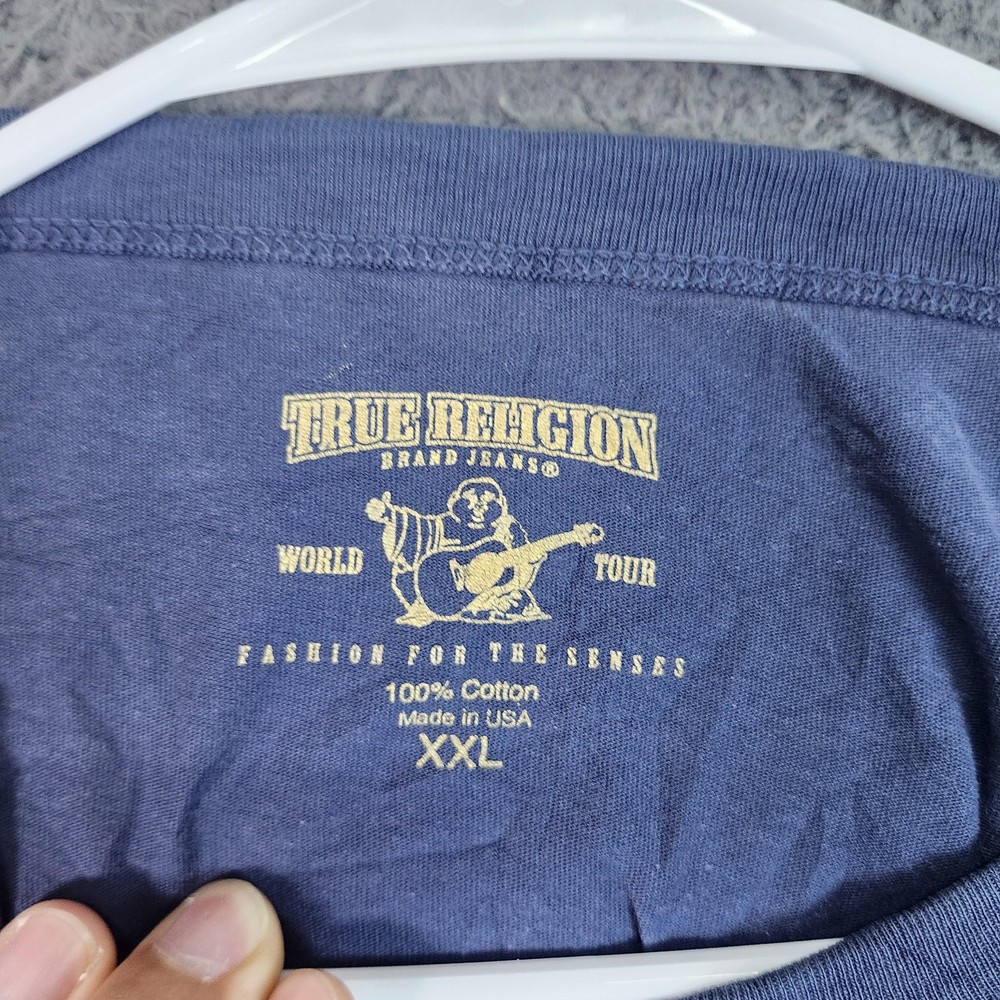 TRUE RELIGION
BRAND JEANS®
WORLD TOUR
FASHION FOR THE SENSES
100% Cotton
Made in USA
XXL